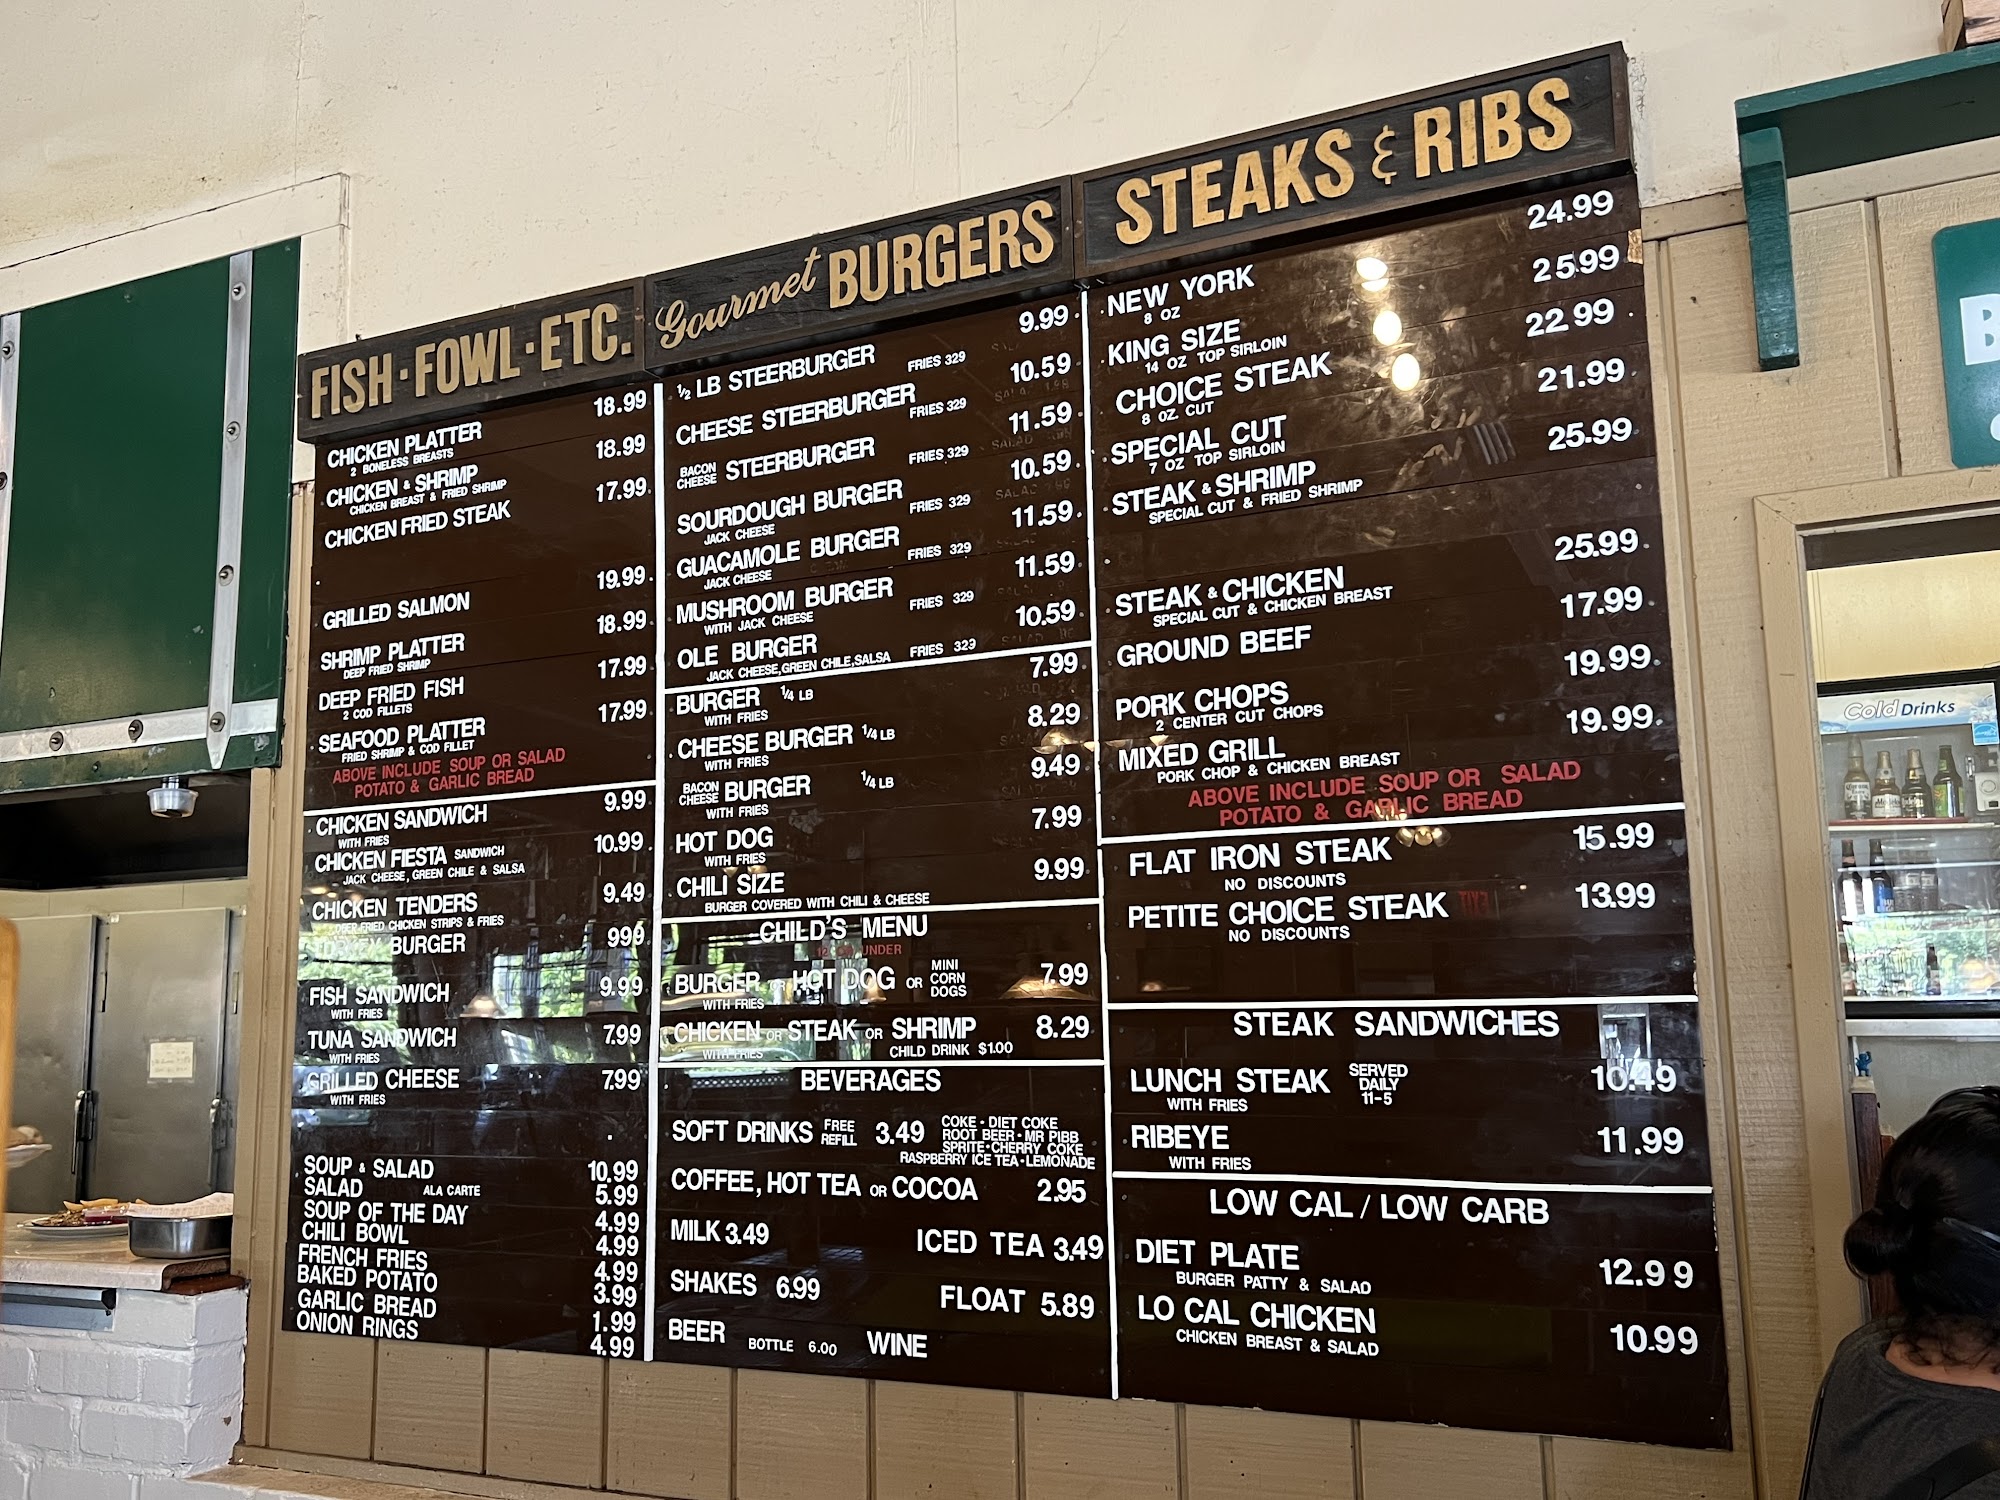 FISH · FOWL · ETC.
CHICKEN PLATTER 18.99
2 BONELESS BREASTS
CHICKEN & SHRIMP 18.99
CHICKEN BREAST & FRIED SHRIMP
CHICKEN FRIED STEAK 17.99
GRILLED SALMON 19.99
SHRIMP PLATTER 18.99
DEEP FRIED SHRIMP
DEEP FRIED FISH 17.99
2 COD FILLETS
SEAFOOD PLATTER 17.99
FRIED SHRIMP & COD FILLET
ABOVE INCLUDE SOUP OR SALAD
POTATO & GARLIC BREAD
CHICKEN SANDWICH 9.99
WITH FRIES
CHICKEN FIESTA SANDWICH 10.99
JACK CHEESE, GREEN CHILE & SALSA
CHICKEN TENDERS 9.49
DEEP FRIED CHICKEN STRIPS & FRIES
TURKEY BURGER 999
FISH SANDWICH 9.99
WITH FRIES
TUNA SANDWICH 7.99
WITH FRIES
GRILLED CHEESE 7.99
WITH FRIES
SOUP & SALAD 10.99
SALAD ALA CARTE 5.99
SOUP OF THE DAY 4.99
CHILI BOWL 4.99
FRENCH FRIES 4.99
BAKED POTATO 3.99
GARLIC BREAD 1.99
ONION RINGS 4.99
Gourmet BURGERS
1/2 LB STEERBURGER FRIES 329 9.99
CHEESE STEERBURGER FRIES 329 10.59
BACON CHEESE STEERBURGER FRIES 329 11.59
SOURDOUGH BURGER FRIES 329 10.59
JACK CHEESE
GUACAMOLE BURGER FRIES 329 11.59
JACK CHEESE
MUSHROOM BURGER FRIES 329 11.59
WITH JACK CHEESE
OLE BURGER FRIES 329 10.59
JACK CHEESE, GREEN CHILE, SALSA
BURGER 1/4 LB 7.99
WITH FRIES
CHEESE BURGER 1/4 LB 8.29
WITH FRIES
BACON CHEESE BURGER 1/4 LB 9.49
WITH FRIES
HOT DOG 7.99
WITH FRIES
CHILI SIZE 9.99
BURGER COVERED WITH CHILI & CHEESE
CHILD'S MENU
12 UNDER
BURGER OR HOT DOG OR MINI CORN DOGS 7.99
WITH FRIES
CHICKEN OR STEAK OR SHRIMP 8.29
WITH FRIES CHILD DRINK $1.00
BEVERAGES
SOFT DRINKS FREE REFILL 3.49 COKE · DIET COKE
ROOT BEER · MR PIBB
SPRITE · CHERRY COKE
RASPBERRY ICE TEA · LEMONADE
COFFEE, HOT TEA OR COCOA 2.95
MILK 3.49 ICED TEA 3.49
SHAKES 6.99 FLOAT 5.89
BEER BOTTLE 6.00 WINE
STEAKS & RIBS
NEW YORK 24.99
8 OZ
KING SIZE 25.99
14 OZ TOP SIRLOIN
CHOICE STEAK 22.99
8 OZ. CUT
SPECIAL CUT 21.99
7 OZ TOP SIRLOIN
STEAK & SHRIMP 25.99
SPECIAL CUT & FRIED SHRIMP
STEAK & CHICKEN 25.99
SPECIAL CUT & CHICKEN BREAST
GROUND BEEF 17.99
PORK CHOPS 19.99
2 CENTER CUT CHOPS
MIXED GRILL 19.99
PORK CHOP & CHICKEN BREAST
ABOVE INCLUDE SOUP OR SALAD
POTATO & GARLIC BREAD
FLAT IRON STEAK 15.99
NO DISCOUNTS
PETITE CHOICE STEAK 13.99
NO DISCOUNTS
STEAK SANDWICHES
LUNCH STEAK SERVED DAILY 11-5 10.49
WITH FRIES
RIBEYE 11.99
WITH FRIES
LOW CAL / LOW CARB
DIET PLATE 12.99
BURGER PATTY & SALAD
LO CAL CHICKEN 10.99
CHICKEN BREAST & SALAD
Cold Drinks